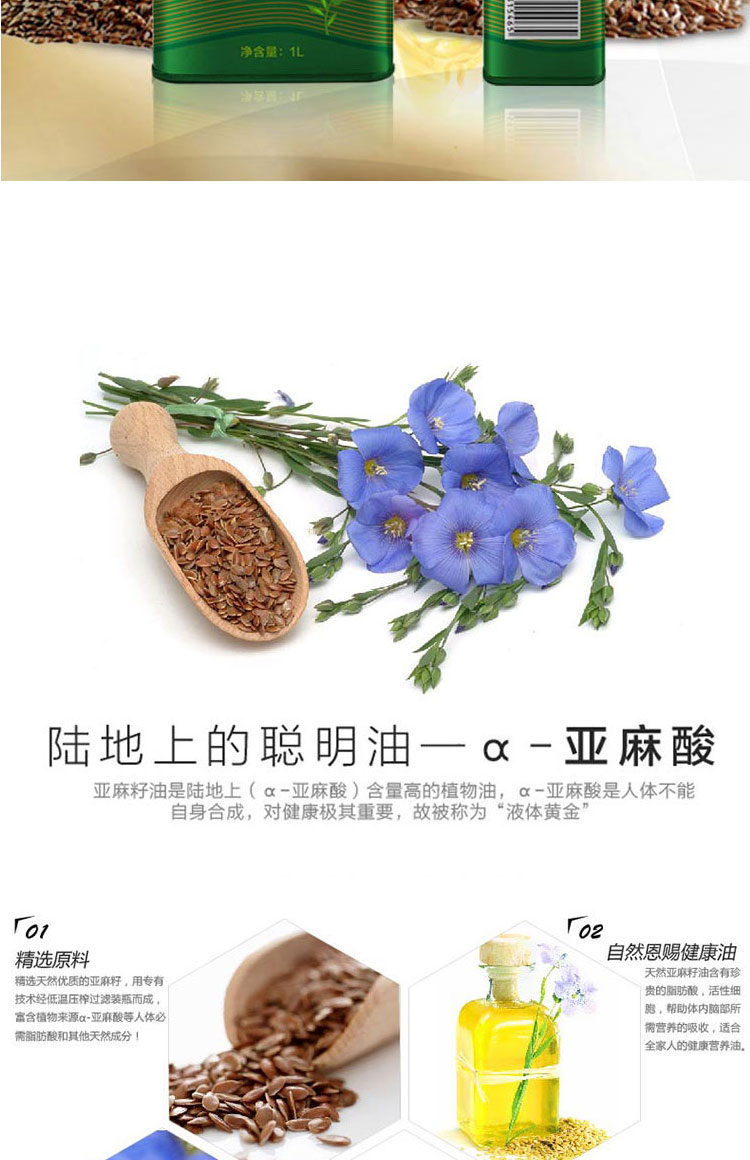 净含量：1L
陆地上的聪明油—α-亚麻酸
亚麻籽油是陆地上（α-亚麻酸）含量高的植物油，α-亚麻酸是人体不能
自身合成，对健康极其重要，故被称为“液体黄金”
01
精选原料
精选天然优质的亚麻籽，用专有
技术经低温压榨过滤装瓶而成，
富含植物来源α-亚麻酸等人体必
需脂肪酸和其他天然成分！
02
自然恩赐健康油
天然亚麻籽油含有珍
贵的脂肪酸，活性细
胞，帮助体内脑部所
需营养的吸收，适合
全家人的健康营养油。